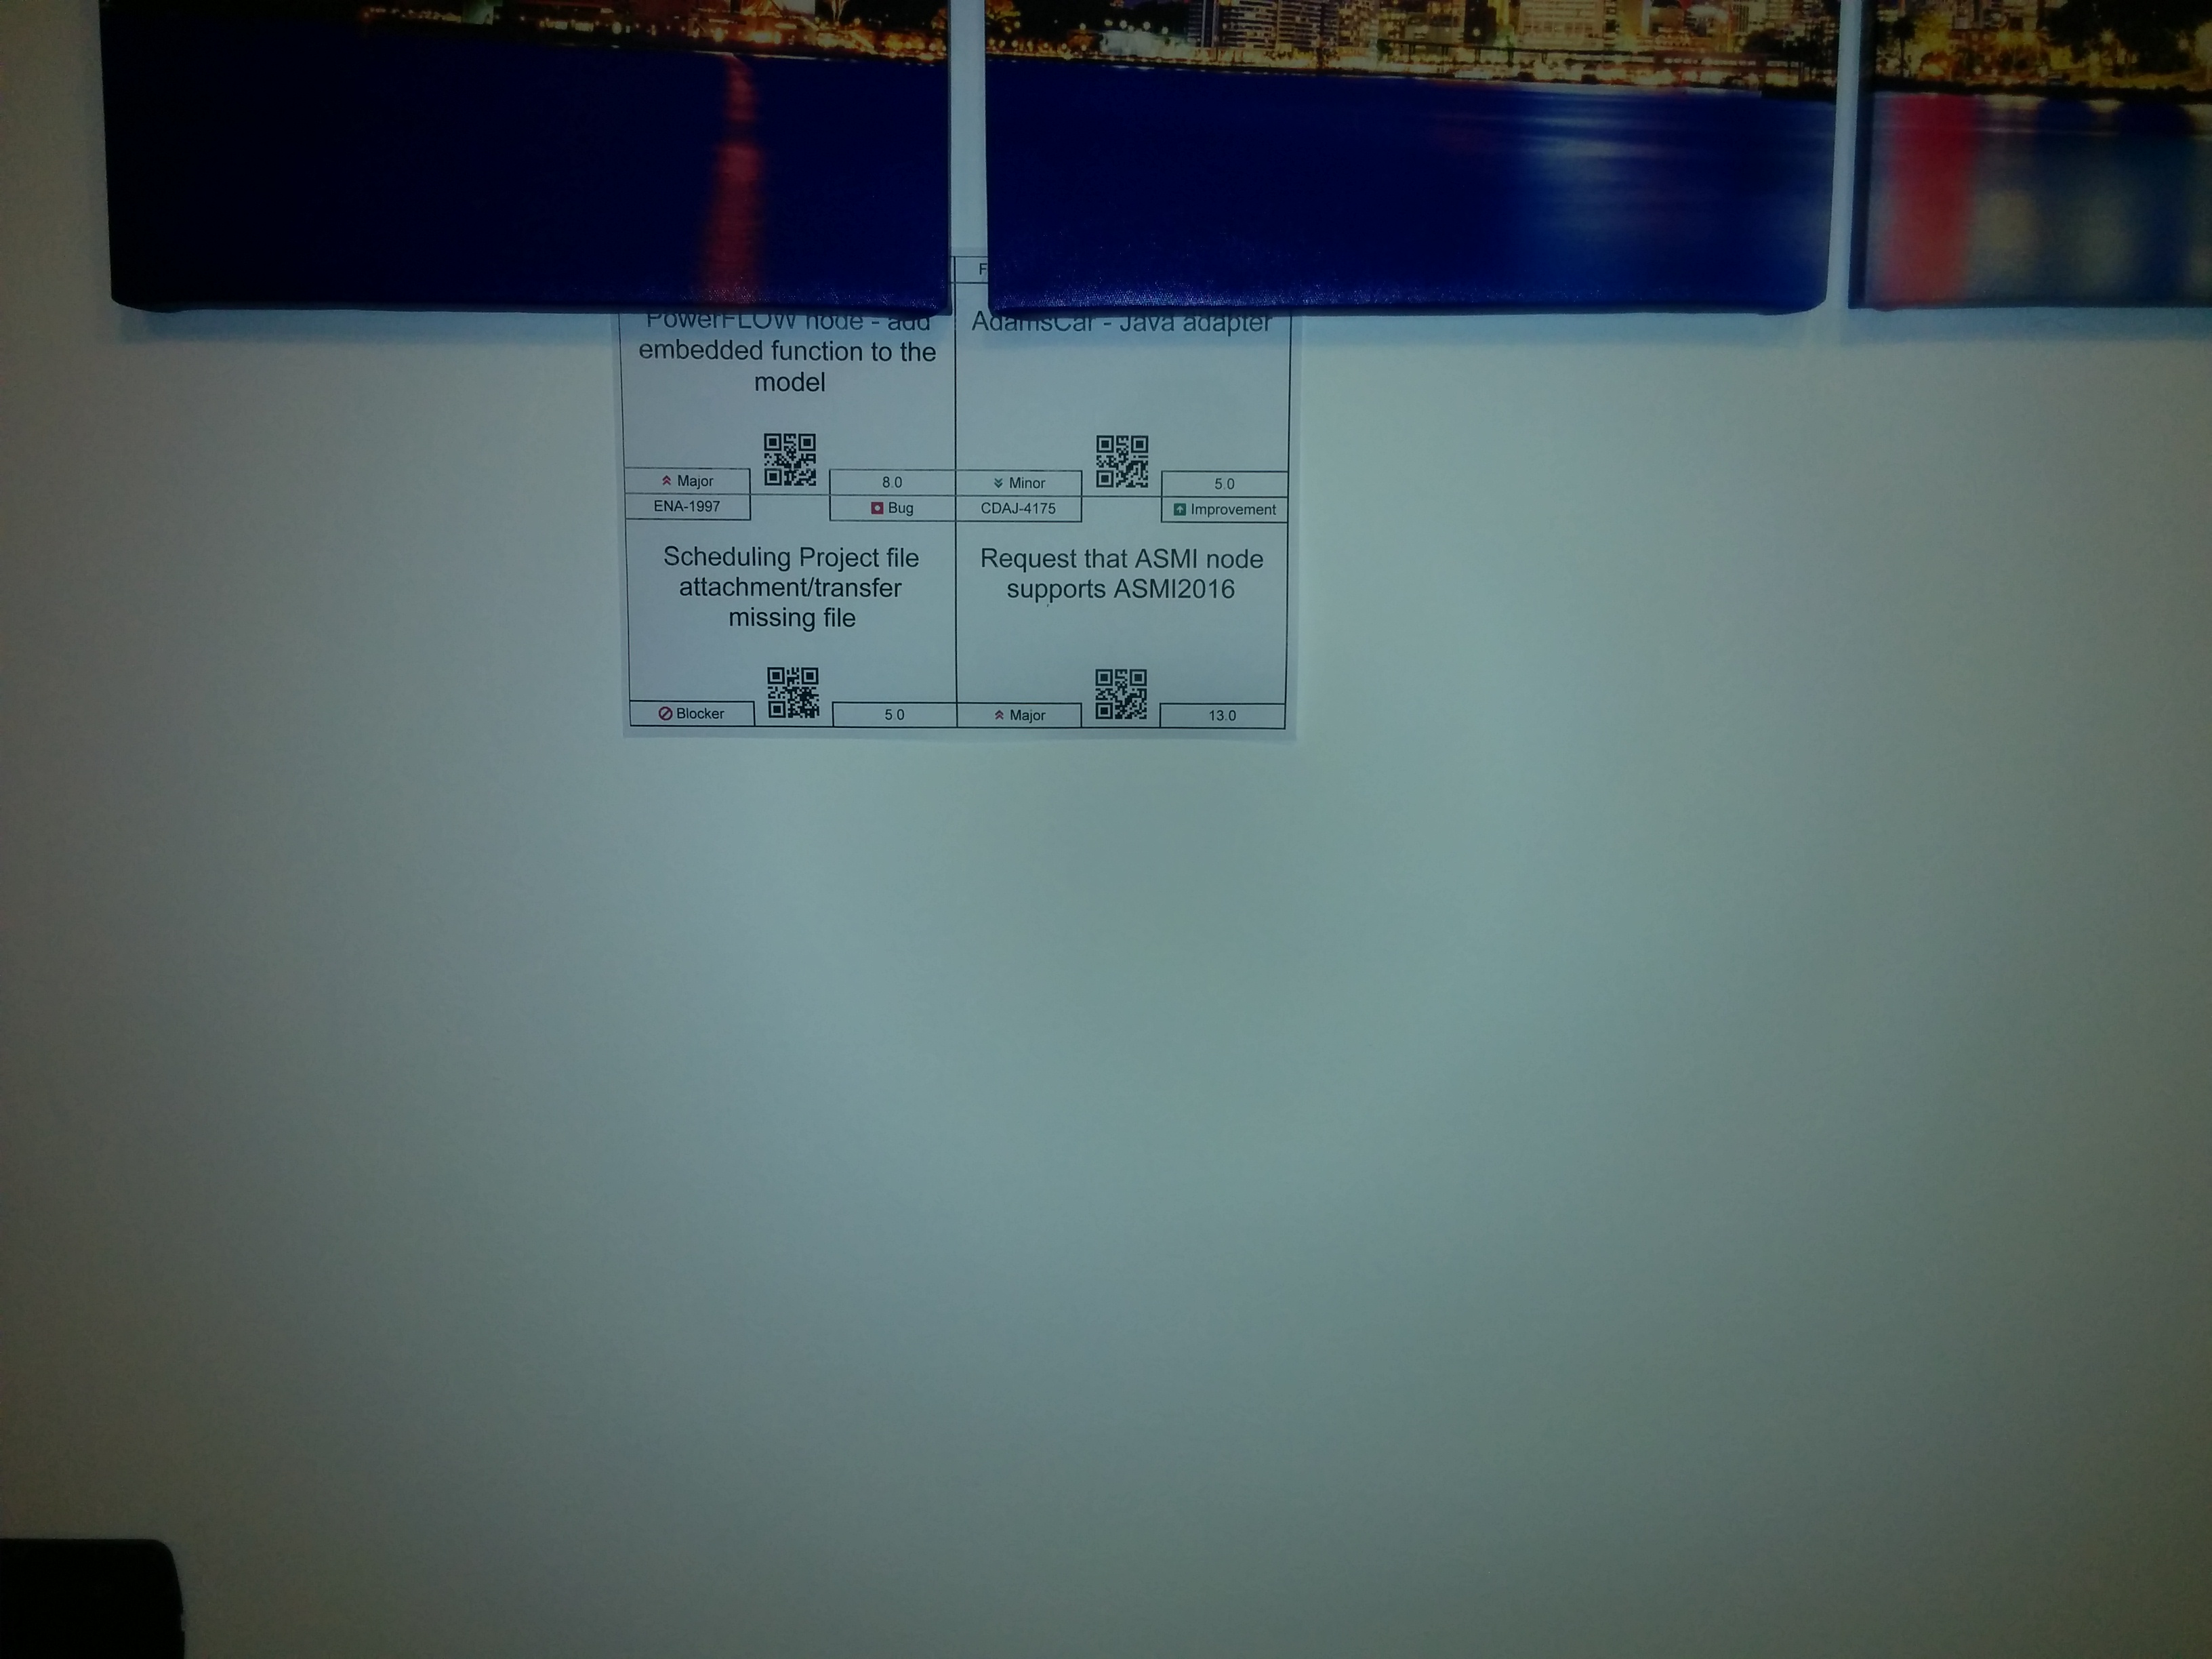 F
PowerFLOW node - add
embedded function to the
model
Major
8.0
AdamsCar - Java adapter
Minor
5.0
ENA-1997
Bug
Scheduling Project file
attachment/transfer
missing file
Blocker
5.0
CDAJ-4175
Improvement
Request that ASMI node
supports ASMI2016
Major
13.0